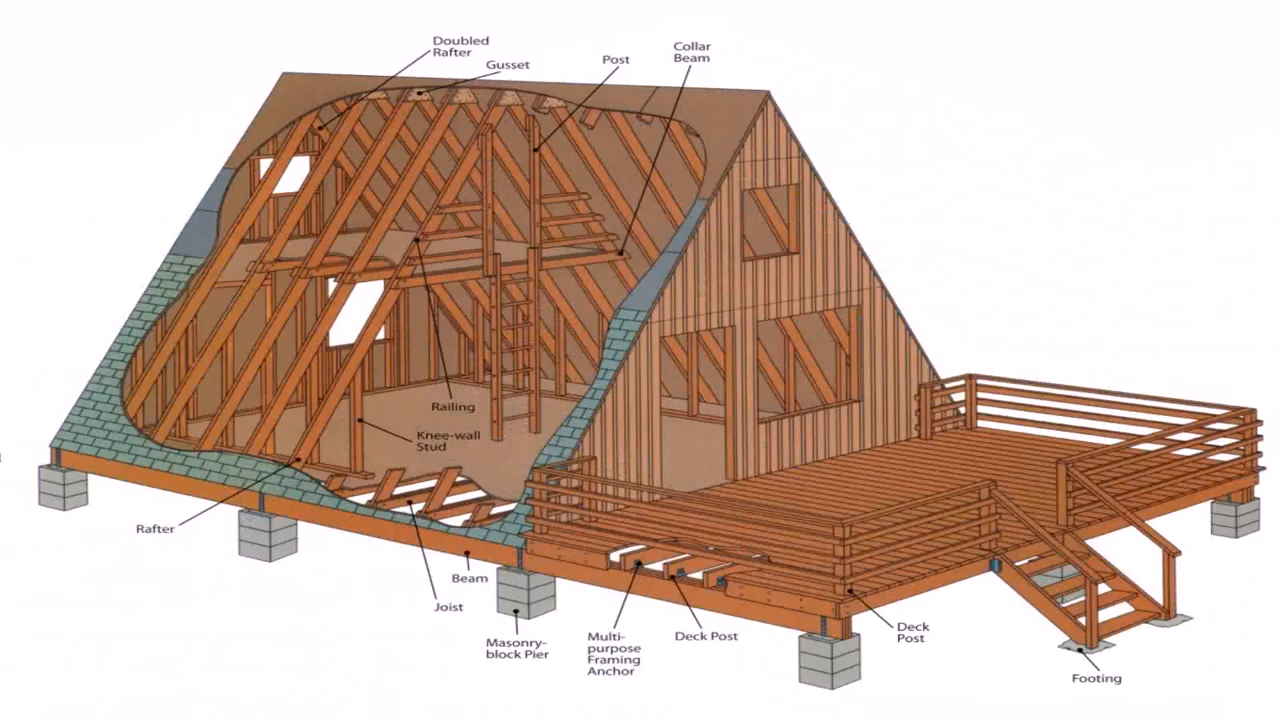 Doubled
Rafter
Gusset
Post
Collar
Beam
Railing
Knee-wall
Stud
Rafter
Beam
Joist
Masonry-
block Pier
Multi-
purpose
Framing
Anchor
Deck Post
Deck
Post
Footing